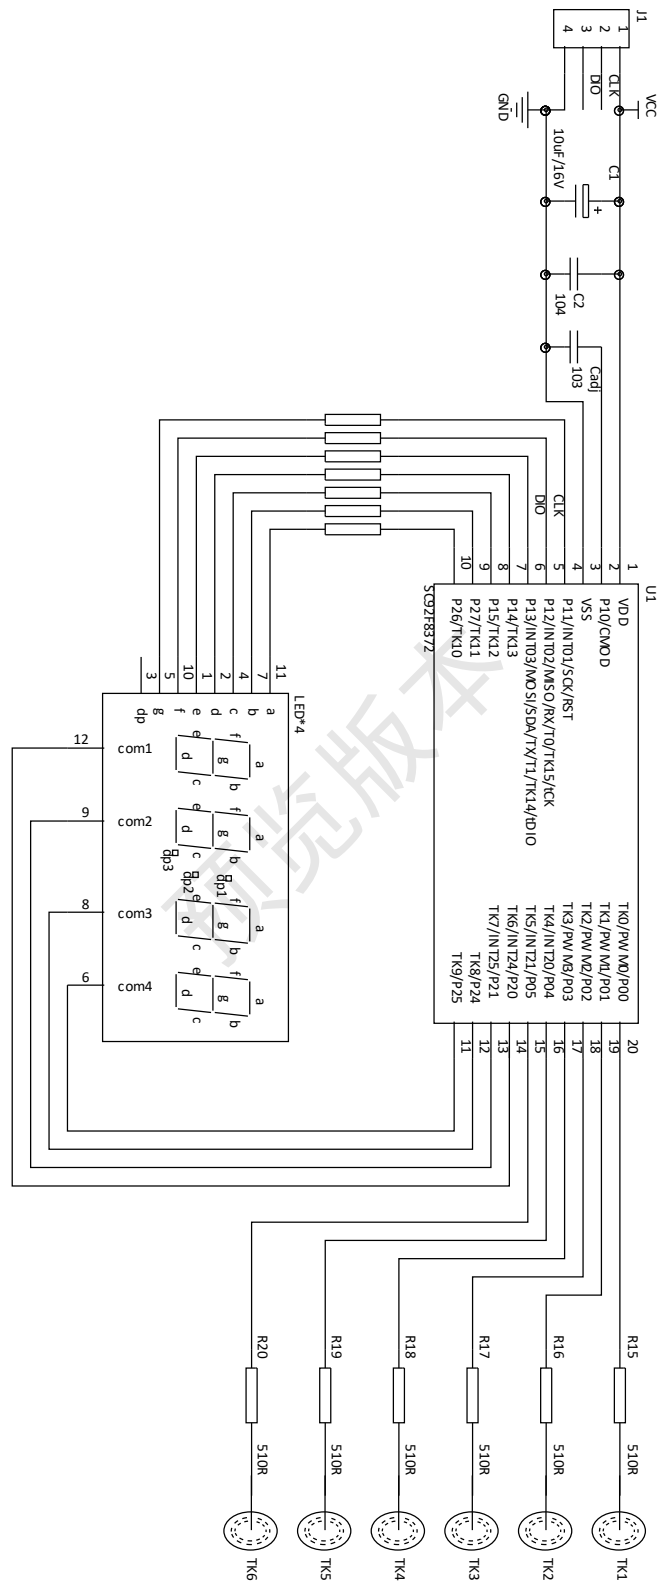 J1
1
2
3
4
CLK
DIO
VCC
GND
C1
10uF/16V
+
C2
104
Cadj
103
CLK
DIO
U1
SC92F8372
1
2
3
4
5
6
7
8
9
10
VDD
P10/CMOD
VSS
P11/INT01/SCK/RST
P12/INT02/MISO/RX/T0/TK15/tCK
P13/INT03/MOSI/SDA/TX/T1/TK14/tDIO
P14/TK13
P15/TK12
P27/TK11
P26/TK10
TK0/PWM0/P00
TK1/PWM1/P01
TK2/PWM2/P02
TK3/PWM3/P03
TK4/INT20/P04
TK5/INT21/P05
TK6/INT24/P20
TK7/INT25/P21
TK8/P24
TK9/P25
20
19
18
17
16
15
14
13
12
11
LED*4
11
7
4
2
1
10
5
3
a
b
c
d
e
f
g
dp
12
com1
9
com2
8
com3
6
com4
a
b
c
d
e
f
g
a
b
c
d
e
f
g
dp1
dp2
dp3
a
b
c
d
e
f
g
a
b
c
d
e
f
g
R15
510R
TK1
R16
510R
TK2
R17
510R
TK3
R18
510R
TK4
R19
510R
TK5
R20
510R
TK6
预览版本